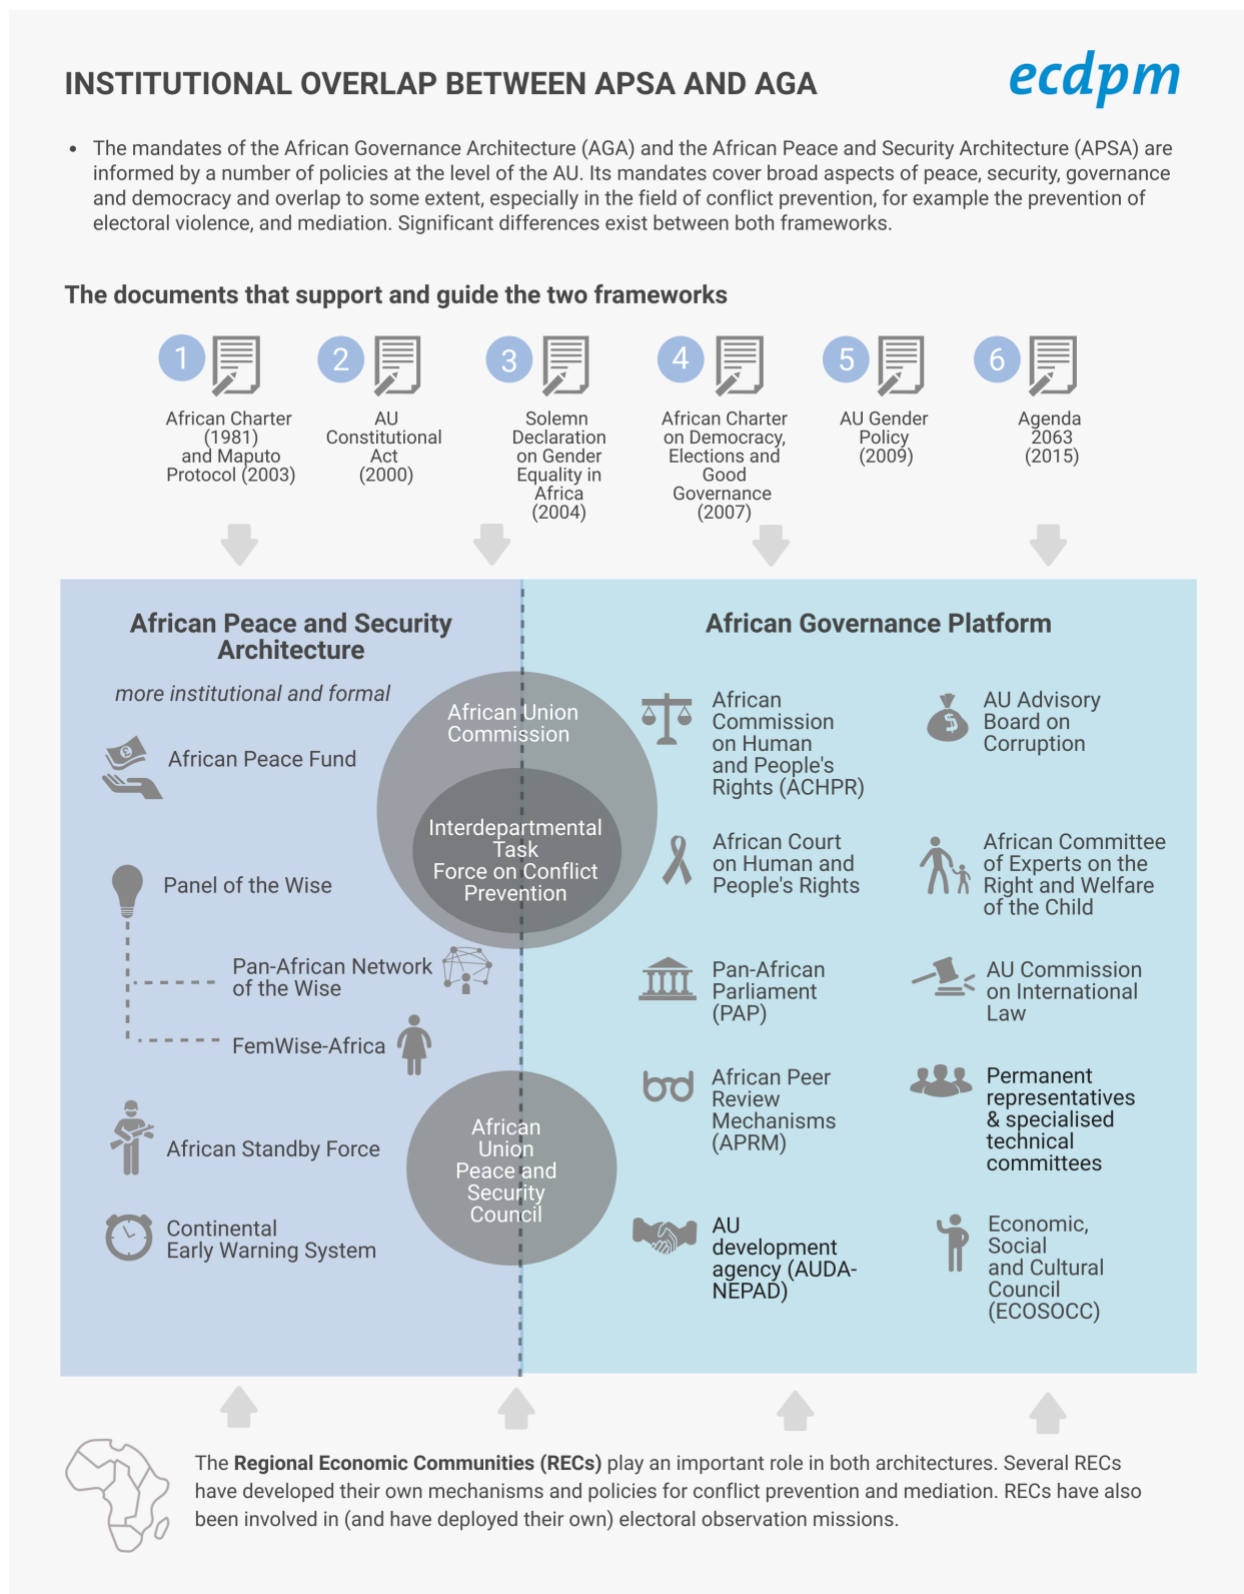 INSTITUTIONAL OVERLAP BETWEEN APSA AND AGA
ecdpm
• The mandates of the African Governance Architecture (AGA) and the African Peace and Security Architecture (APSA) are
informed by a number of policies at the level of the AU. Its mandates cover broad aspects of peace, security, governance
and democracy and overlap to some extent, especially in the field of conflict prevention, for example the prevention of
electoral violence, and mediation. Significant differences exist between both frameworks.
The documents that support and guide the two frameworks
1
African Charter
(1981)
and Maputo
Protocol (2003)
2
AU
Constitutional
Act
(2000)
3
Solemn
Declaration
on Gender
Equality in
Africa
(2004)
4
African Charter
on Democracy,
Elections and
Good
Governance
(2007)
5
AU Gender
Policy
(2009)
6
Agenda
2063
(2015)
African Peace and Security
Architecture
more institutional and formal
£
African Peace Fund
Panel of the Wise
Pan-African Network
of the Wise
FemWise-Africa
African Standby Force
Continental
Early Warning System
African Union
Commission
Interdepartmental
Task
Force on Conflict
Prevention
African
Union
Peace and
Security
Council
African Governance Platform
African
Commission
on Human
and People's
Rights (ACHPR)
African Court
on Human and
People's Rights
Pan-African
Parliament
(PAP)
African Peer
Review
Mechanisms
(APRM)
AU
development
agency (AUDA-
NEPAD)
$
AU Advisory
Board on
Corruption
African Committee
of Experts on the
Right and Welfare
of the Child
AU Commission
on International
Law
Permanent
representatives
& specialised
technical
committees
Economic,
Social
and Cultural
Council
(ECOSOCC)
The Regional Economic Communities (RECs) play an important role in both architectures. Several RECs
have developed their own mechanisms and policies for conflict prevention and mediation. RECs have also
been involved in (and have deployed their own) electoral observation missions.